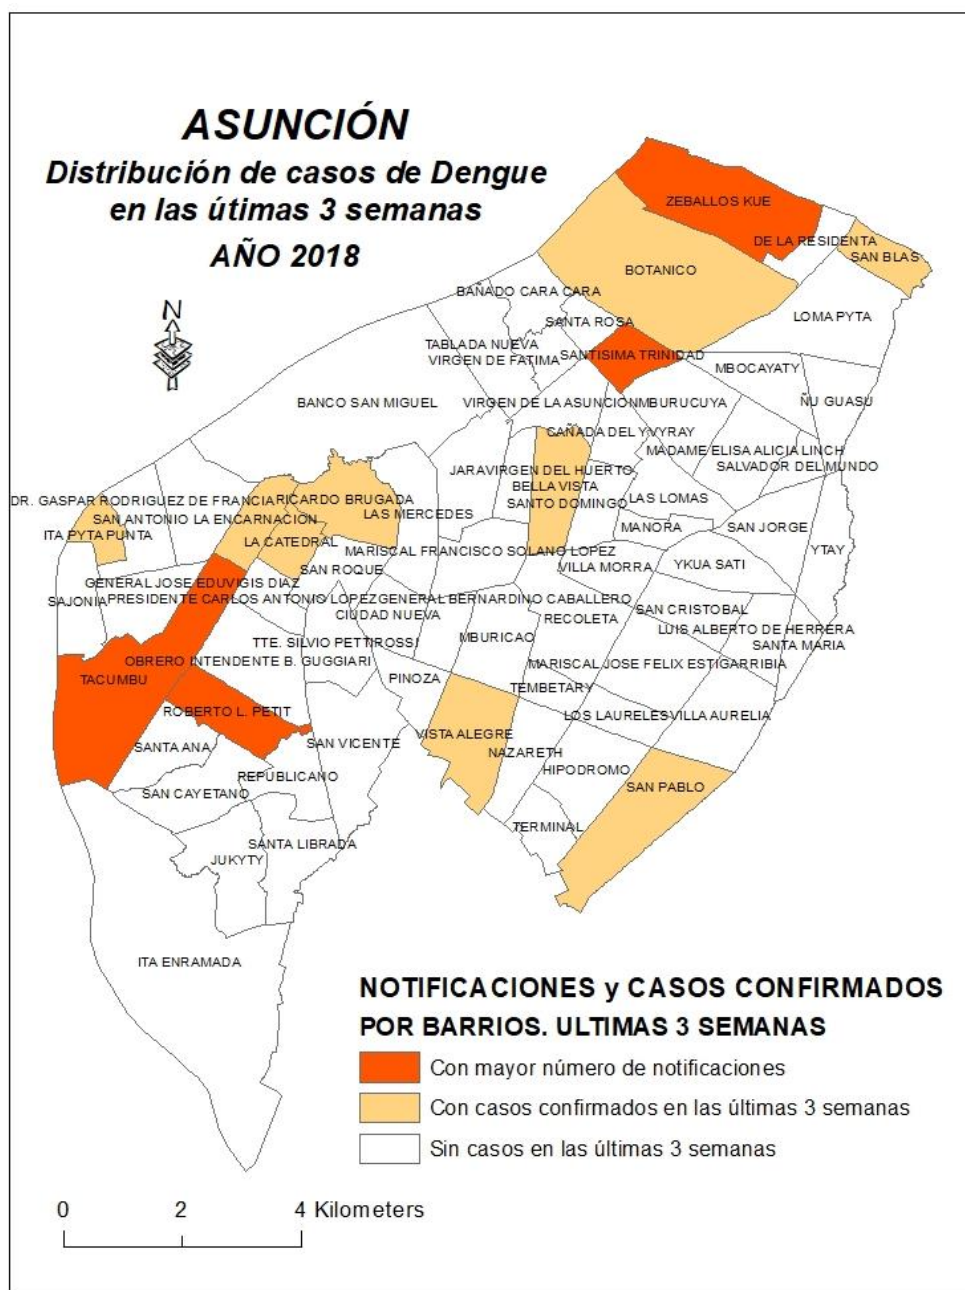 ASUNCIÓN
Distribución de casos de Dengue
en las útimas 3 semanas
AÑO 2018
N
ZEBALLOS KUE
DE LA RESIDENTA
SAN BLAS
BOTANICO
BAÑADO CARA CARA
LOMA PYTA
SANTA ROSA
TABLADA NUEVA
VIRGEN DE FATIMA
SANTISIMA TRINIDAD
MBOCAYATY
BANCO SAN MIGUEL
VIRGEN DE LA ASUNCION
MBURUCUYA
ÑU GUASU
CAÑADA DEL YVYRAY
MADAME ELISA ALICIA LINCH
SALVADOR DEL MUNDO
JARA
VIRGEN DEL HUERTO
BELLA VISTA
SANTO DOMINGO
LAS LOMAS
DR. GASPAR RODRIGUEZ DE FRANCIA
RICARDO BRUGADA
LAS MERCEDES
SAN ANTONIO
LA ENCARNACION
ITA PYTA PUNTA
LA CATEDRAL
MANORA
SAN JORGE
MARISCAL FRANCISCO SOLANO LOPEZ
YTAY
SAN ROQUE
VILLA MORRA
YKUA SATI
GENERAL JOSE EDUVIGIS DIAZ
SAJONIA
PRESIDENTE CARLOS ANTONIO LOPEZ
GENERAL BERNARDINO CABALLERO
CIUDAD NUEVA
RECOLETA
SAN CRISTOBAL
LUIS ALBERTO DE HERRERA
SANTA MARIA
TTE. SILVIO PETTIROSSI
MBURICAO
OBRERO INTENDENTE B. GUGGIARI
MARISCAL JOSE FELIX ESTIGARRIBIA
TACUMBU
PINOZA
TEMBETARY
ROBERTO L. PETIT
LOS LAURELES
VILLA AURELIA
VISTA ALEGRE
SANTA ANA
SAN VICENTE
NAZARETH
REPUBLICANO
HIPODROMO
SAN CAYETANO
SAN PABLO
TERMINAL
SANTA LIBRADA
JUKYTY
ITA ENRAMADA
NOTIFICACIONES y CASOS CONFIRMADOS
POR BARRIOS. ULTIMAS 3 SEMANAS
Con mayor número de notificaciones
Con casos confirmados en las últimas 3 semanas
Sin casos en las últimas 3 semanas
0 2 4 Kilometers